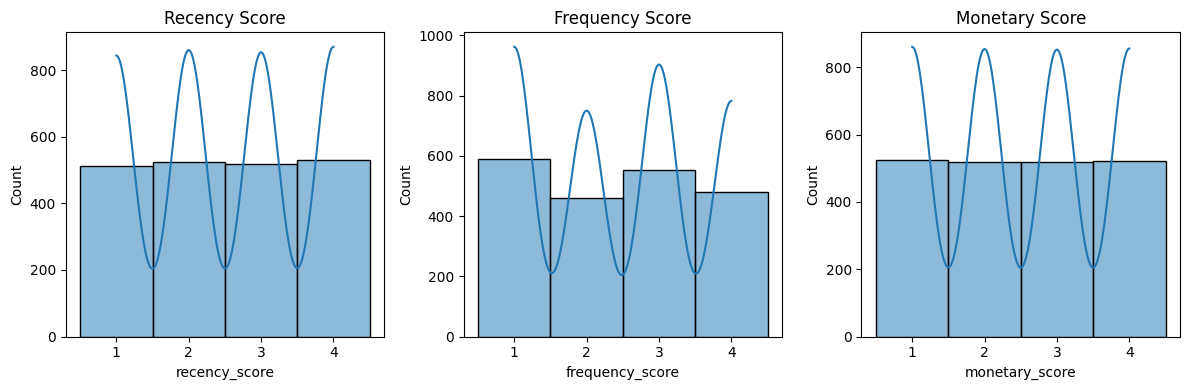 Recency Score
Count
800
600
400
200
0
1 2 3 4
recency_score
Frequency Score
Count
1000
800
600
400
200
0
1 2 3 4
frequency_score
Monetary Score
Count
800
600
400
200
0
1 2 3 4
monetary_score